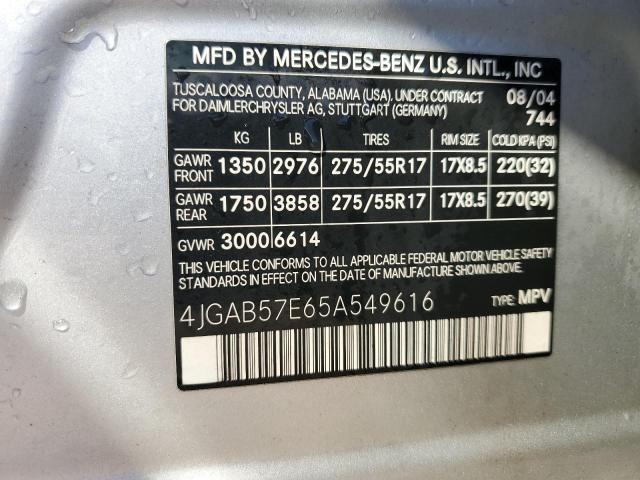 MFD BY MERCEDES-BENZ U.S. INTL., INC
TUSCALOOSA COUNTY, ALABAMA (USA). UNDER CONTRACT 08/04
FOR DAIMLERCHRYSLER AG, STUTTGART (GERMANY) 744
KG LB TIRES RIM SIZE COLD KPA (PSI)
GAWR FRONT 1350 2976 275/55R17 17X8.5 220(32)
GAWR REAR 1750 3858 275/55R17 17X8.5 270(39)
GVWR 3000 6614
THIS VEHICLE CONFORMS TO ALL APPLICABLE FEDERAL MOTOR VEHICLE SAFETY
STANDARDS IN EFFECT ON THE DATE OF MANUFACTURE SHOWN ABOVE.
4JGAB57E65A549616 TYPE: MPV